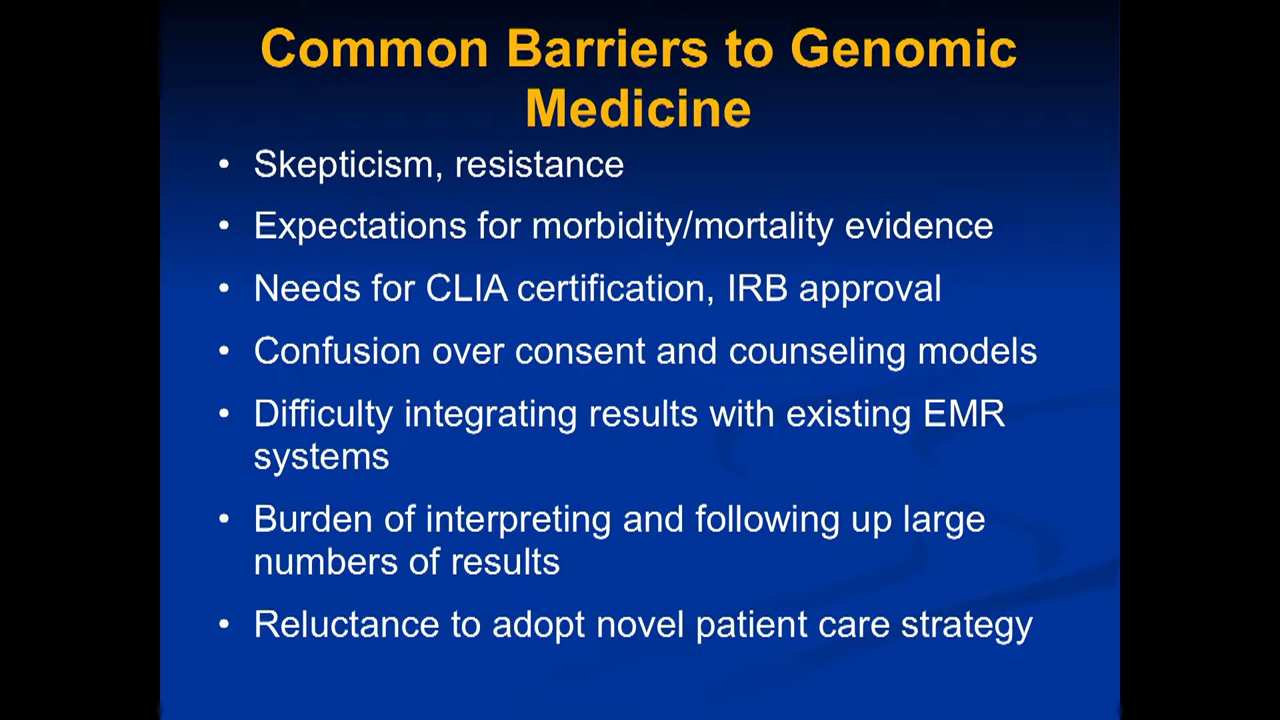 Common Barriers to Genomic
Medicine
• Skepticism, resistance
• Expectations for morbidity/mortality evidence
• Needs for CLIA certification, IRB approval
• Confusion over consent and counseling models
• Difficulty integrating results with existing EMR
systems
• Burden of interpreting and following up large
numbers of results
• Reluctance to adopt novel patient care strategy